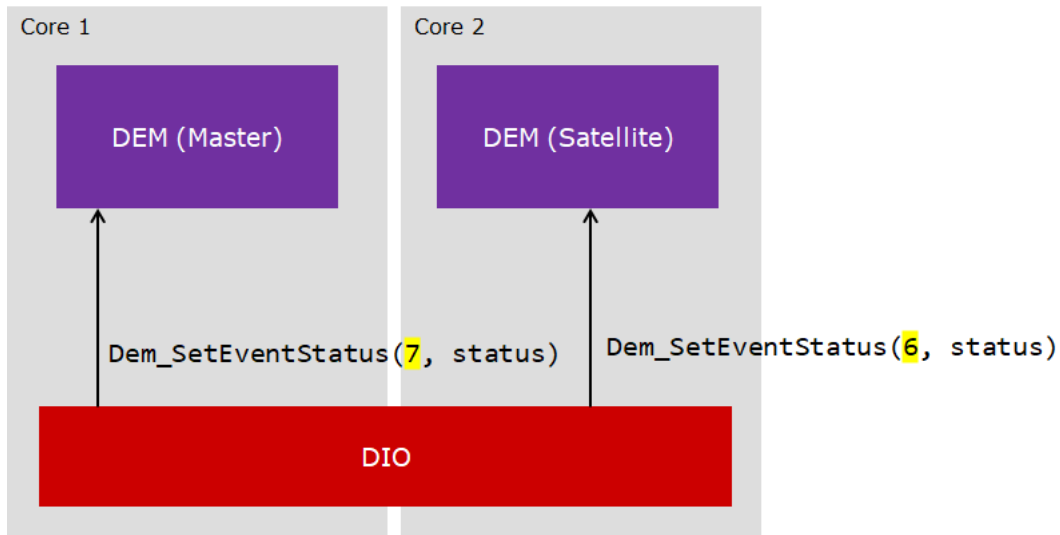 Core 1
Core 2
DEM (Master)
DEM (Satellite)
Dem_SetEventStatus(7, status)
Dem_SetEventStatus(6, status)
DIO